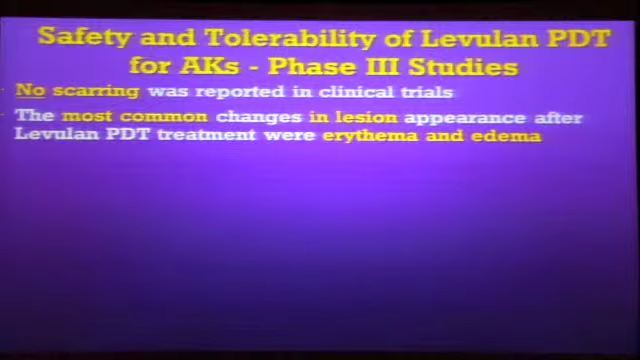 Safety and Tolerability of Levulan PDT
for AKs - Phase III Studies
· No scarring was reported in clinical trials
· The most common changes in lesion appearance after
Levulan PDT treatment were erythema and edema